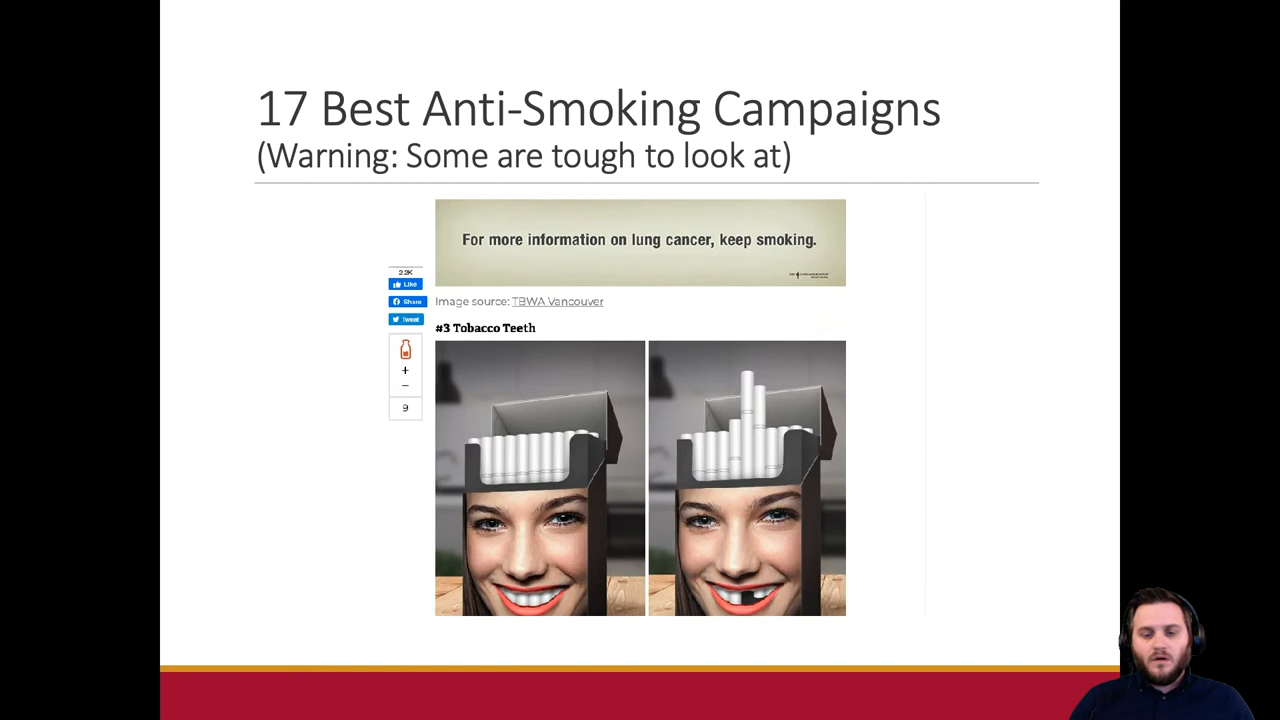 17 Best Anti-Smoking Campaigns
(Warning: Some are tough to look at)
For more information on lung cancer, keep smoking.
2.2K
Like
Share
Tweet
Image source: TBWA Vancouver
#3 Tobacco Teeth
+
–
9